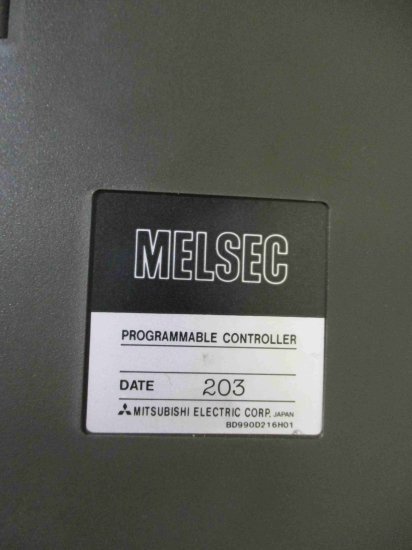 MELSEC
PROGRAMMABLE CONTROLLER
DATE 203
MITSUBISHI ELECTRIC CORP. JAPAN
BD990D216H01